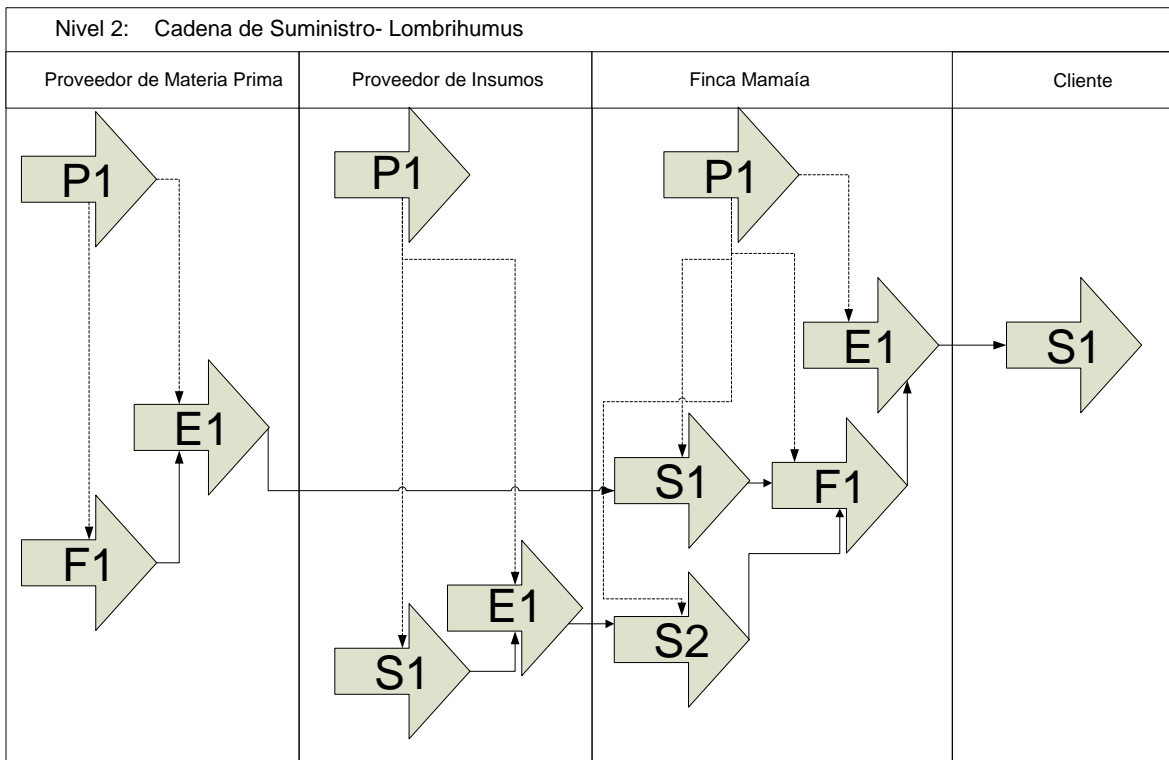 Nivel 2: Cadena de Suministro- Lombrihumus
Proveedor de Materia Prima
Proveedor de Insumos
Finca Mamaía
Cliente
P1
E1
F1
P1
E1
S1
P1
E1
S1
F1
S2
S1